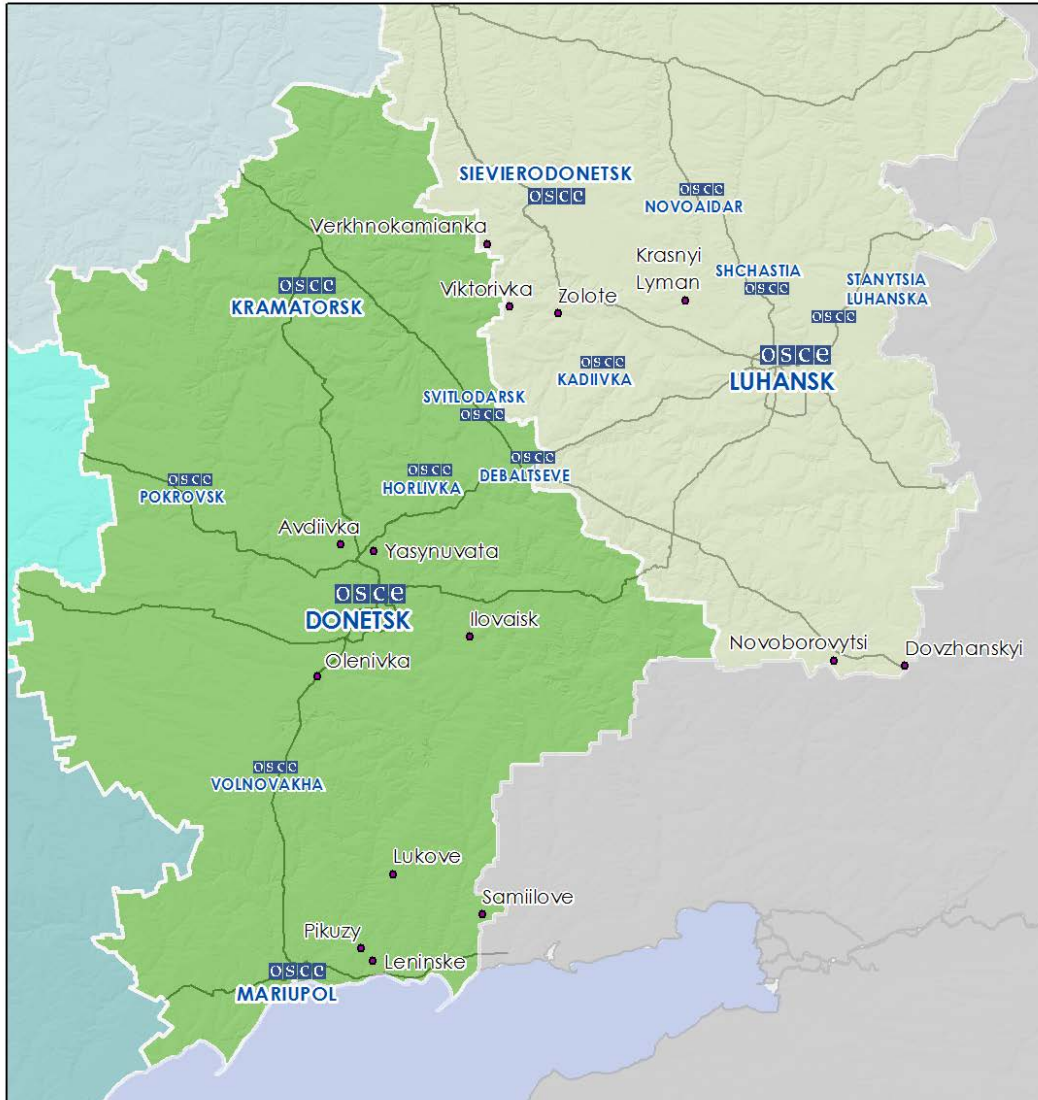 osce
SIEVIERODONETSK
osce
NOVOAIDAR
osce
Verkhnokamianka
Krasnyi
Lyman
SHCHASTIA
osce
STANYTSIA
LUHANSKA
osce
osce
KRAMATORSK
Viktorivka
Zolote
osce
LUHANSK
osce
KADIIVKA
SVITLODARSK
osce
osce
DEBALTSEVE
osce
HORLIVKA
osce
POKROVSK
Avdiivka
Yasynuvata
osce
DONETSK
Ilovaisk
Olenivka
Novoborovytsi
Dovzhanskyi
osce
VOLNOVAKHA
Lukove
Samiilove
Pikuzy
Leninske
osce
MARIUPOL